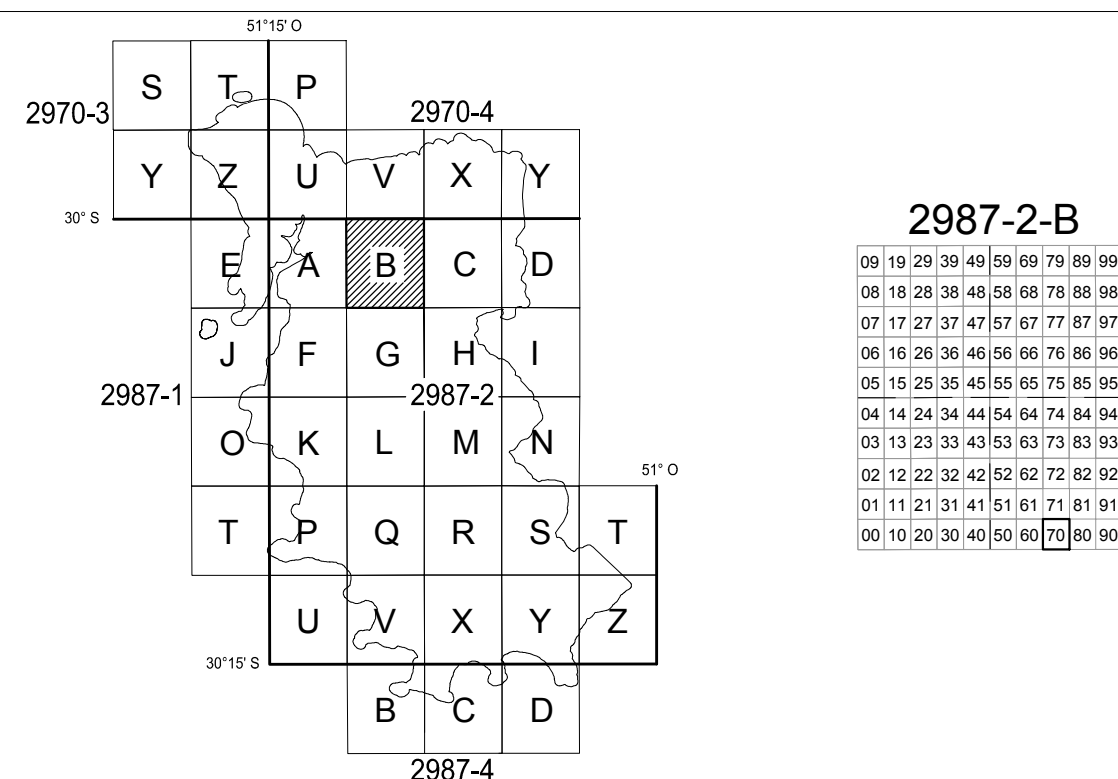 51°15' O
S T P
2970-3 2970-4
Y Z U V X Y
30° S
E A B C D
J F G H I
2987-1 2987-2
O K L M N
51° O
T P Q R S T
U V X Y Z
30°15' S
B C D
2987-4
2987-2-B
09 19 29 39 49 59 69 79 89 99
08 18 28 38 48 58 68 78 88 98
07 17 27 37 47 57 67 77 87 97
06 16 26 36 46 56 66 76 86 96
05 15 25 35 45 55 65 75 85 95
04 14 24 34 44 54 64 74 84 94
03 13 23 33 43 53 63 73 83 93
02 12 22 32 42 52 62 72 82 92
01 11 21 31 41 51 61 71 81 91
00 10 20 30 40 50 60 70 80 90